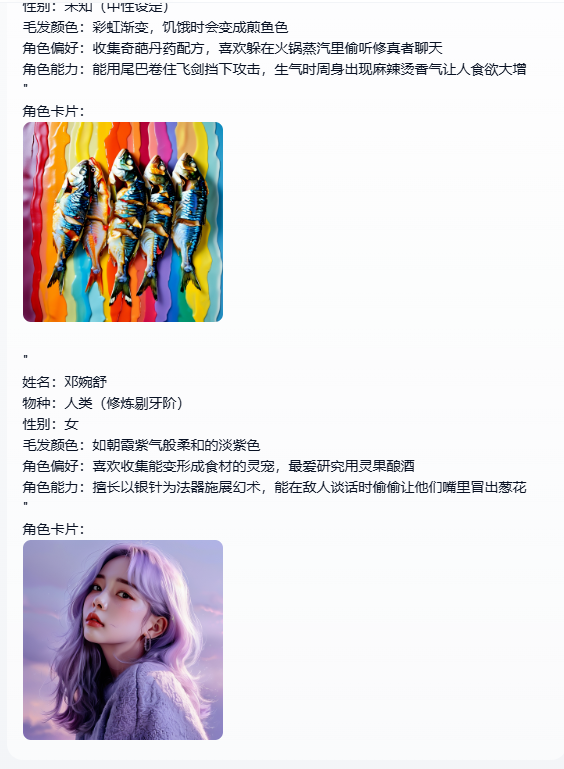 性别：未知（中性设定）
毛发颜色：彩虹渐变，饥饿时会变成煎鱼色
角色偏好：收集奇葩丹药配方，喜欢躲在火锅蒸汽里偷听修真者聊天
角色能力：能用尾巴卷住飞剑挡下攻击，生气时周身出现麻辣烫香气让人食欲大增
"
角色卡片：
"
姓名：邓婉舒
物种：人类（修炼剔牙阶）
性别：女
毛发颜色：如朝霞紫气般柔和的淡紫色
角色偏好：喜欢收集能变形成食材的灵宠，最爱研究用灵果酿酒
角色能力：擅长以银针为法器施展幻术，能在敌人谈话时偷偷让他们嘴里冒出葱花
"
角色卡片：